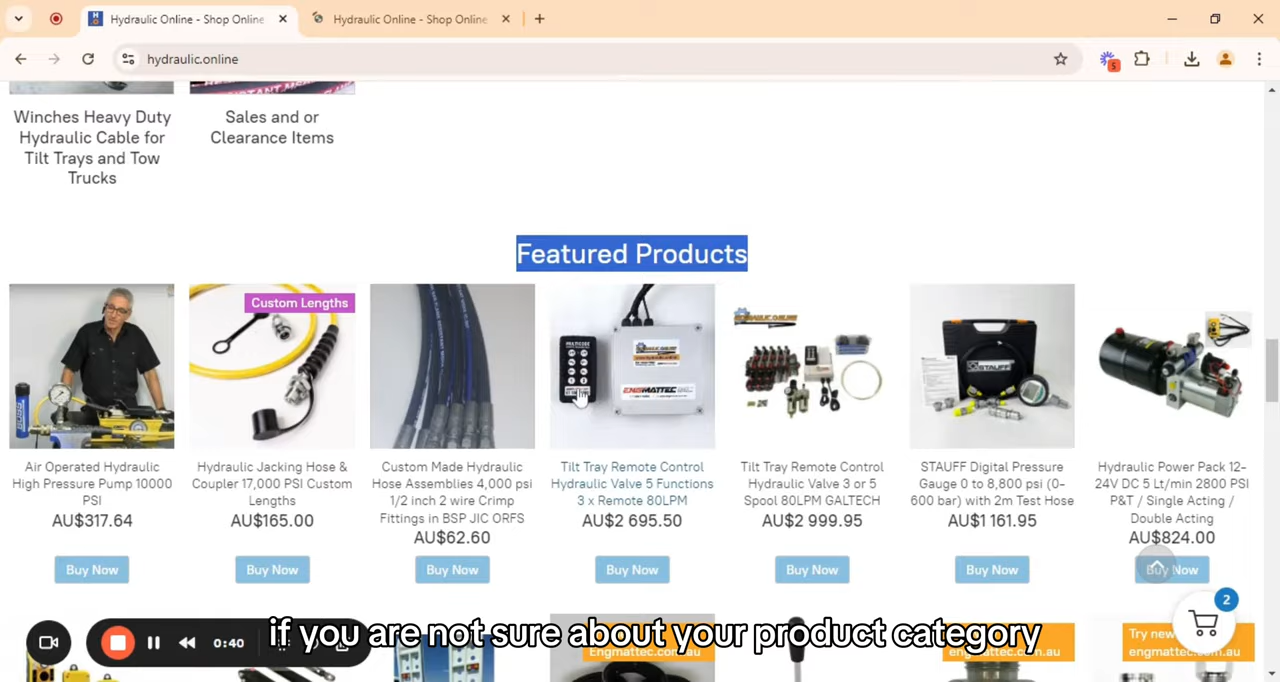 Hydraulic Online - Shop Online
Hydraulic Online - Shop Online
hydraulic.online
5
Winches Heavy Duty
Hydraulic Cable for
Tilt Trays and Tow
Trucks
Sales and or
Clearance Items
Featured Products
Custom Lengths
STAUFF
Air Operated Hydraulic
High Pressure Pump 10000
PSI
AU$317.64
Buy Now
Hydraulic Jacking Hose &
Coupler 17,000 PSI Custom
Lengths
AU$165.00
Buy Now
Custom Made Hydraulic
Hose Assemblies 4,000 psi
1/2 inch 2 wire Crimp
Fittings in BSP JIC ORFS
AU$62.60
Buy Now
Tilt Tray Remote Control
Hydraulic Valve 5 Functions
3 x Remote 80LPM
AU$2 695.50
Buy Now
Tilt Tray Remote Control
Hydraulic Valve 3 or 5
Spool 80LPM GALTECH
AU$2 999.95
Buy Now
STAUFF Digital Pressure
Gauge 0 to 8,800 psi (0-
600 bar) with 2m Test Hose
AU$1 161.95
Buy Now
Hydraulic Power Pack 12-
24V DC 5 Lt/min 2800 PSI
P&T / Single Acting /
Double Acting
AU$824.00
Buy Now
2
if you are not sure about your product category
0:40
Engmattec.com.au
engmattec.com.au
Try new
engmattec.com.au